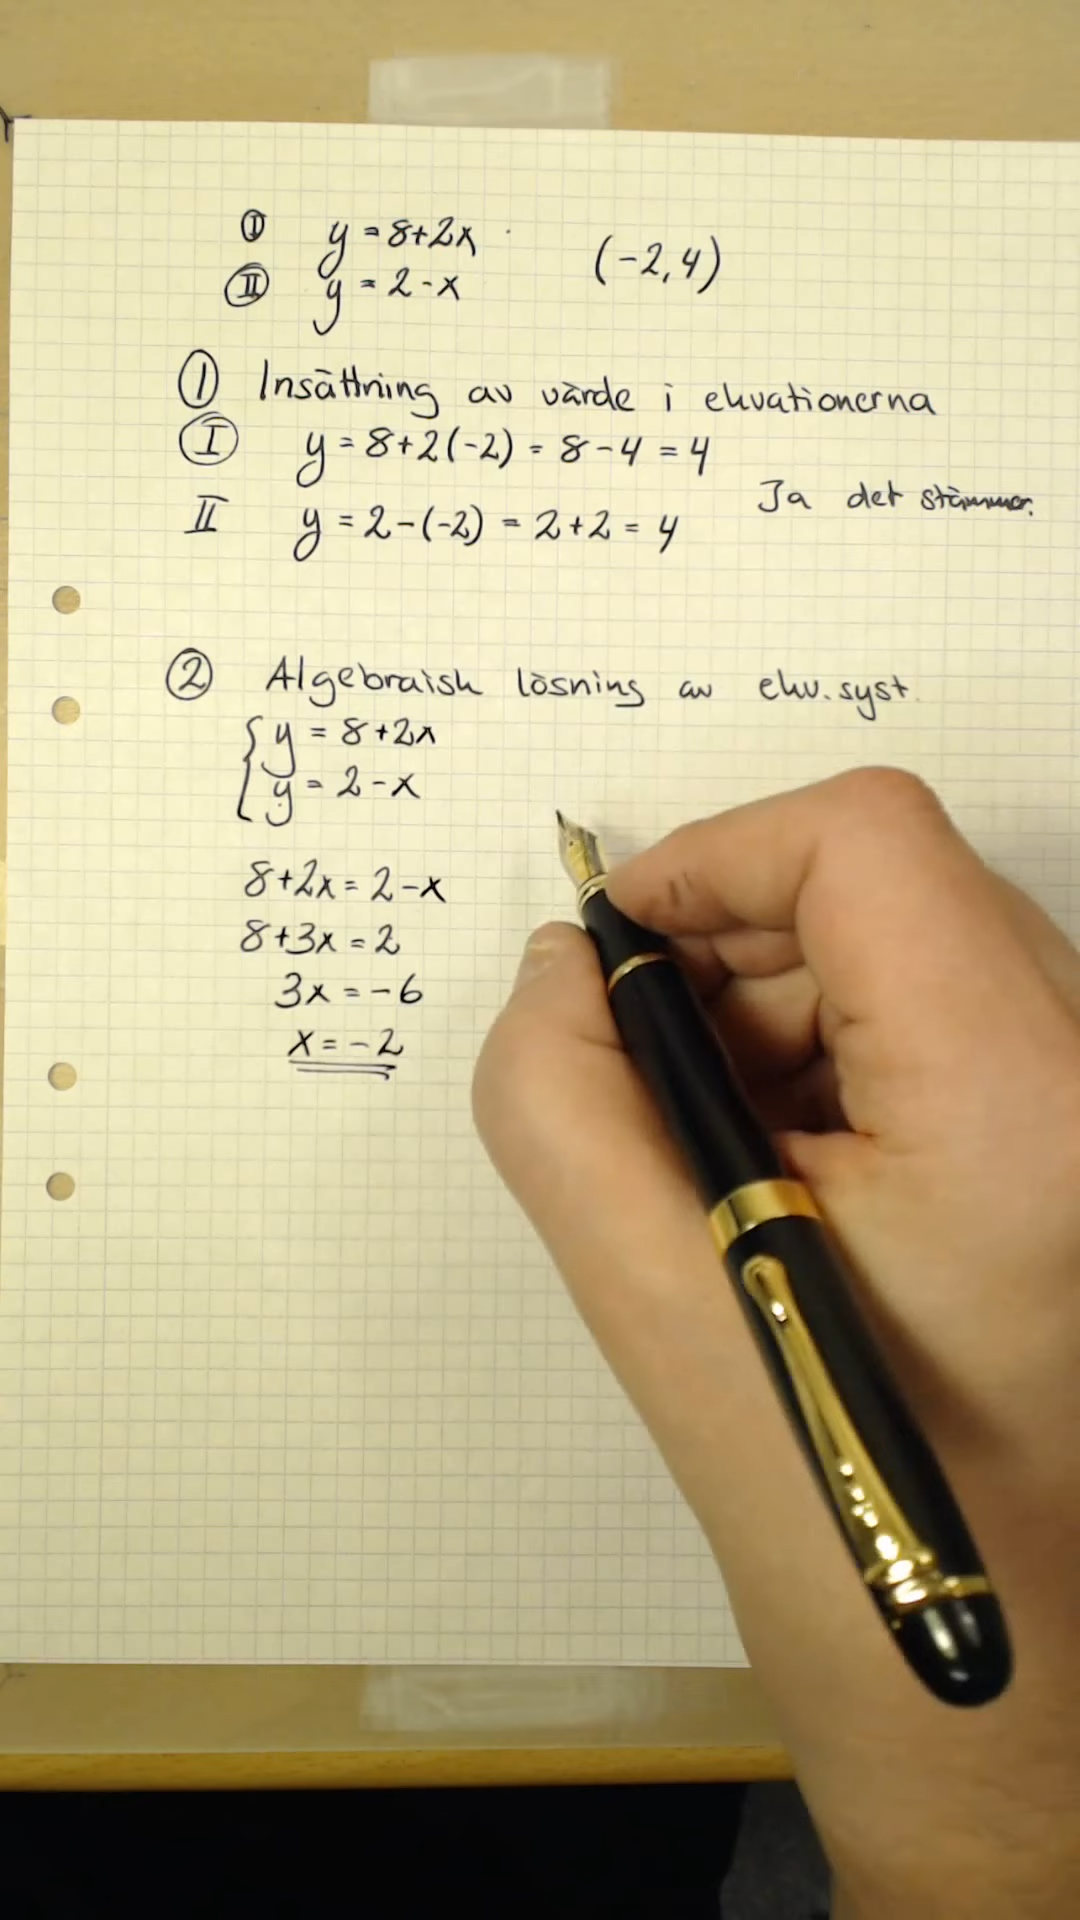 Ⓘ y = 8+2x
(-2,4)
Ⓘⓘ y = 2-x
① Insättning av värde i ekvationerna
Ⓘ y = 8+2(-2) = 8-4 = 4
Ja det stämmer.
II y = 2-(-2) = 2+2 = 4
② Algebraisk lösning av ekv.syst.
{ y = 8+2x
y = 2-x
8+2x = 2-x
8+3x = 2
3x = -6
x = -2